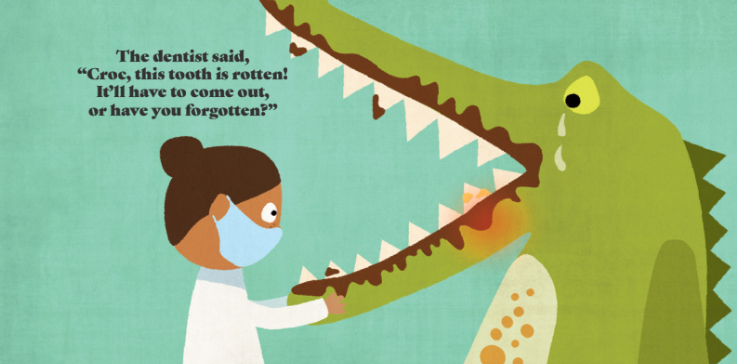 The dentist said,
“Croc, this tooth is rotten!
It’ll have to come out,
or have you forgotten?”